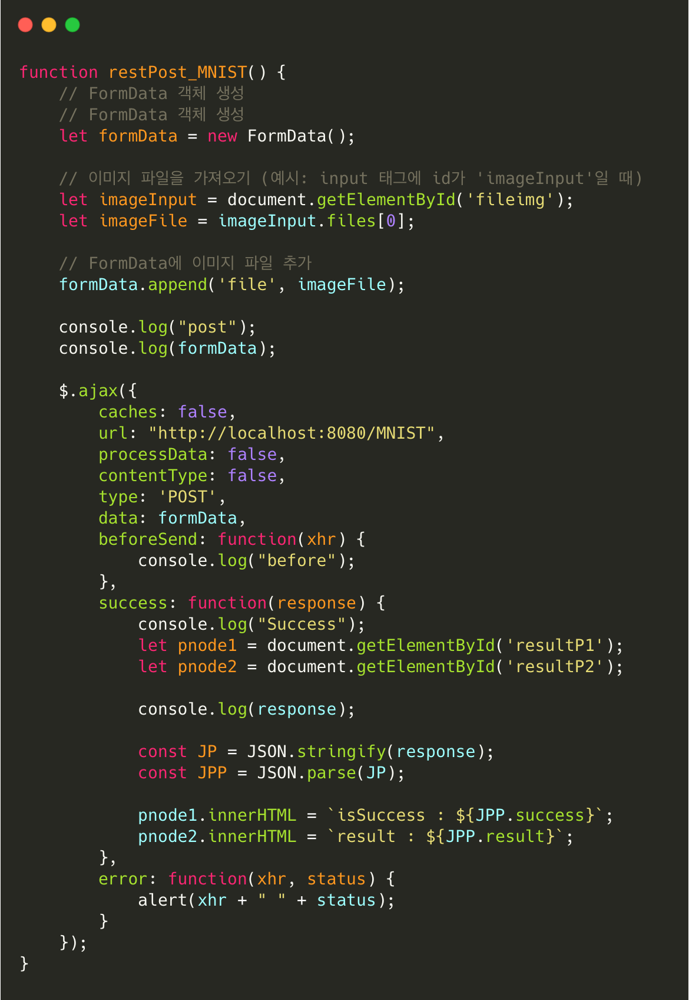 function restPost_MNIST() {
    // FormData 객체 생성
    // FormData 객체 생성
    let formData = new FormData();

    // 이미지 파일을 가져오기 (예시: input 태그에 id가 'imageInput'일 때)
    let imageInput = document.getElementById('fileimg');
    let imageFile = imageInput.files[0];

    // FormData에 이미지 파일 추가
    formData.append('file', imageFile);

    console.log("post");
    console.log(formData);

    $.ajax({
        caches: false,
        url: "http://localhost:8080/MNIST",
        processData: false,
        contentType: false,
        type: 'POST',
        data: formData,
        beforeSend: function(xhr) {
            console.log("before");
        },
        success: function(response) {
            console.log("Success");
            let pnode1 = document.getElementById('resultP1');
            let pnode2 = document.getElementById('resultP2');

            console.log(response);

            const JP = JSON.stringify(response);
            const JPP = JSON.parse(JP);

            pnode1.innerHTML = `isSuccess : ${JPP.success}`;
            pnode2.innerHTML = `result : ${JPP.result}`;
        },
        error: function(xhr, status) {
            alert(xhr + " " + status);
        }
    });
}